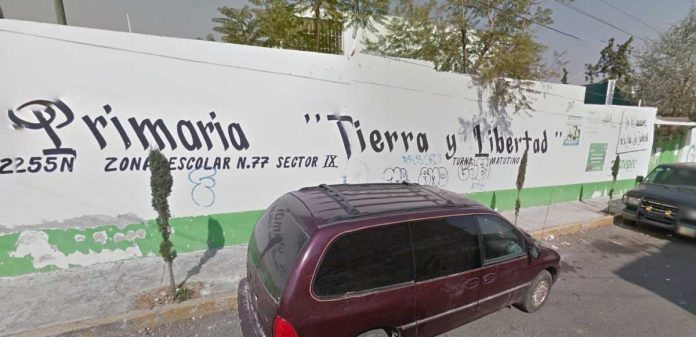 Primaria "Tierra y Libertad"
2255N ZONA ESCOLAR N.77 SECTOR IX TURNO MATUTINO